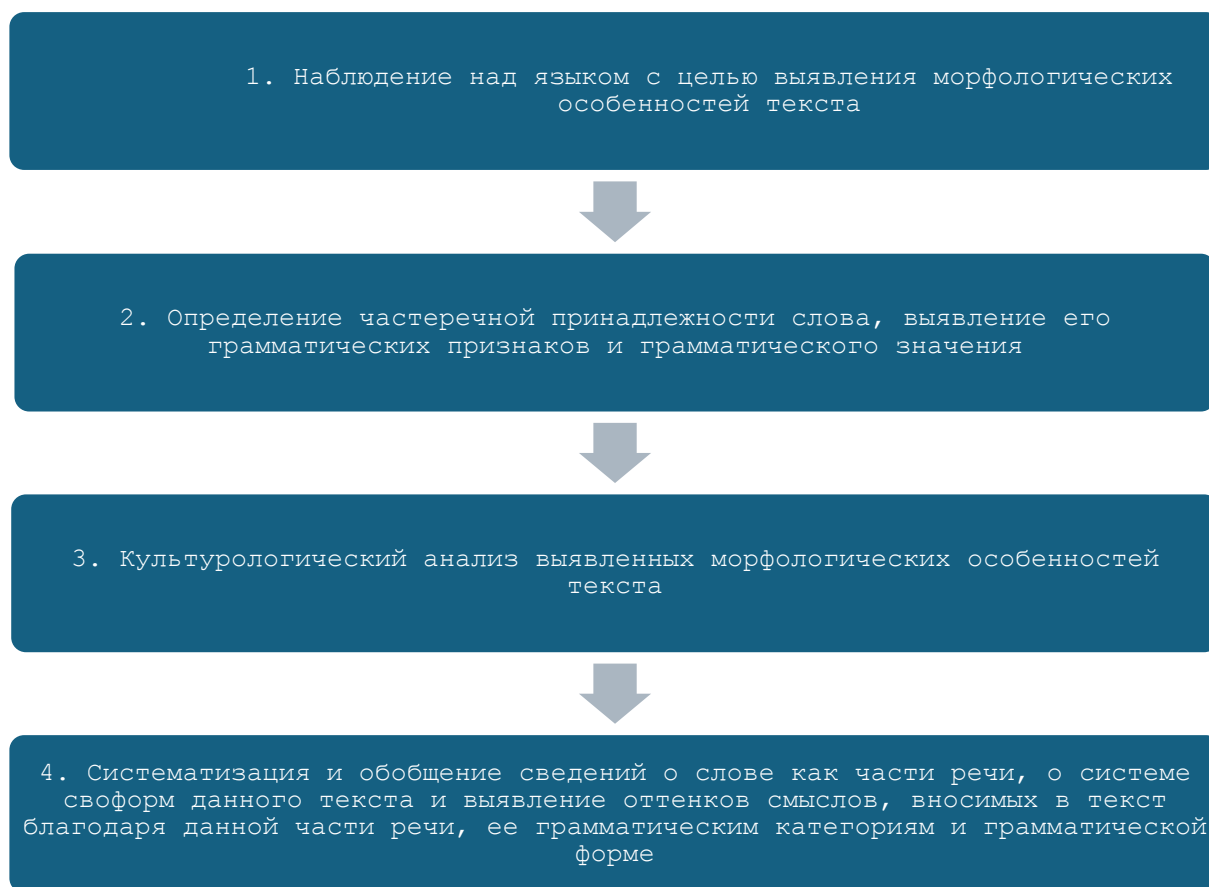 1. Наблюдение над языком с целью выявления морфологических
особенностей текста
2. Определение частеречной принадлежности слова, выявление его
грамматических признаков и грамматического значения
3. Культурологический анализ выявленных морфологических особенностей
текста
4. Систематизация и обобщение сведений о слове как части речи, о системе
своформ данного текста и выявление оттенков смыслов, вносимых в текст
благодаря данной части речи, ее грамматическим категориям и грамматической
форме